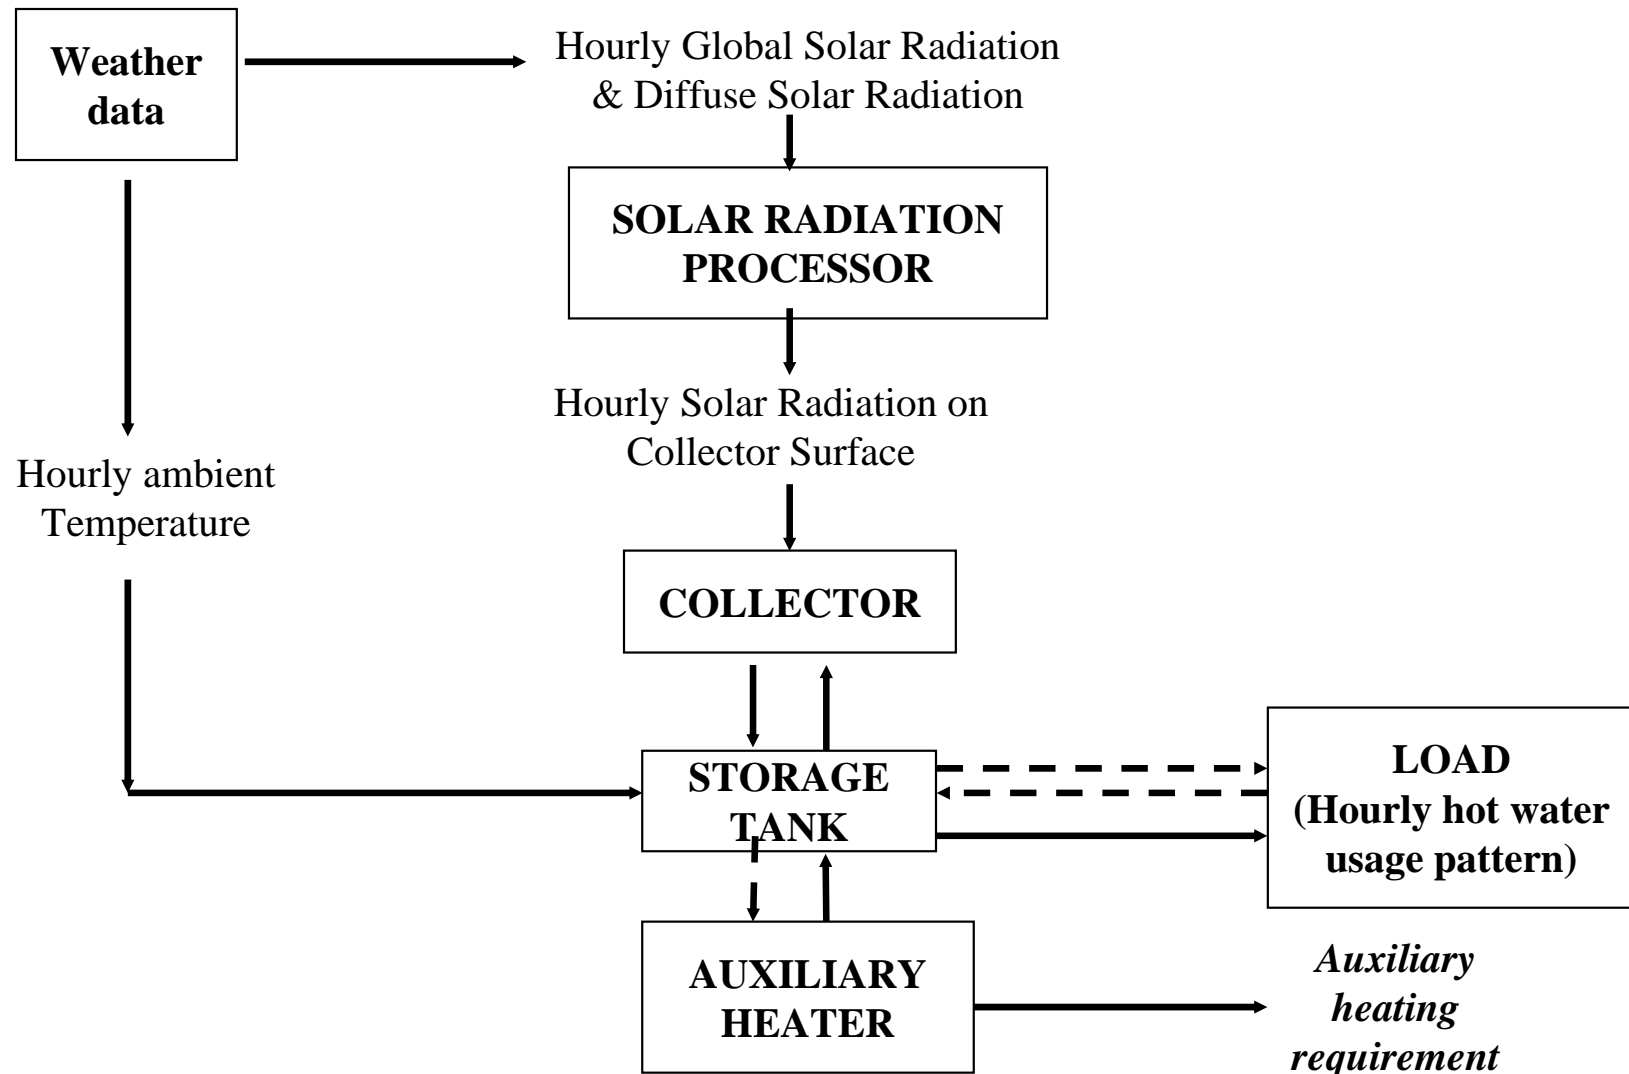 Weather
data
Hourly Global Solar Radiation
& Diffuse Solar Radiation
SOLAR RADIATION
PROCESSOR
Hourly Solar Radiation on
Collector Surface
Hourly ambient
Temperature
COLLECTOR
STORAGE
TANK
LOAD
(Hourly hot water
usage pattern)
AUXILIARY
HEATER
Auxiliary
heating
requirement